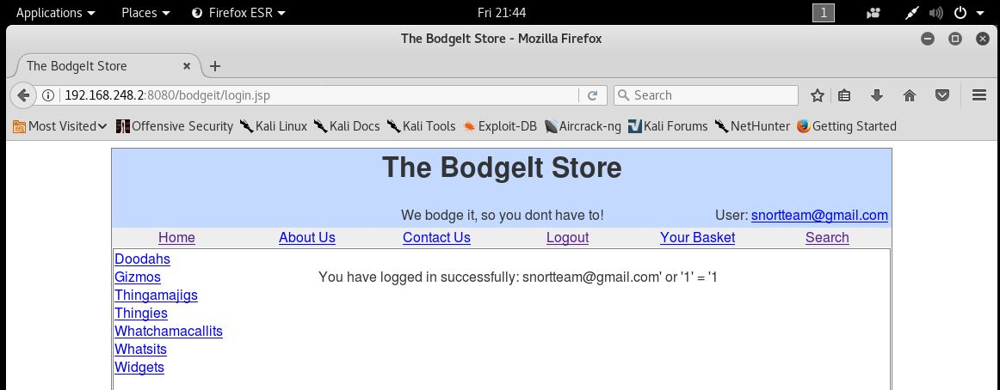 Applications Places Firefox ESR Fri 21:44 1
The BodgeIt Store - Mozilla Firefox
The BodgeIt Store
192.168.248.2:8080/bodgeit/login.jsp Search
Most Visited Offensive Security Kali Linux Kali Docs Kali Tools Exploit-DB Aircrack-ng Kali Forums NetHunter Getting Started
The BodgeIt Store
We bodge it, so you dont have to! User: snortteam@gmail.com
Home About Us Contact Us Logout Your Basket Search
Doodahs
Gizmos You have logged in successfully: snortteam@gmail.com' or '1' = '1
Thingamajigs
Thingies
Whatchamacallits
Whatsits
Widgets